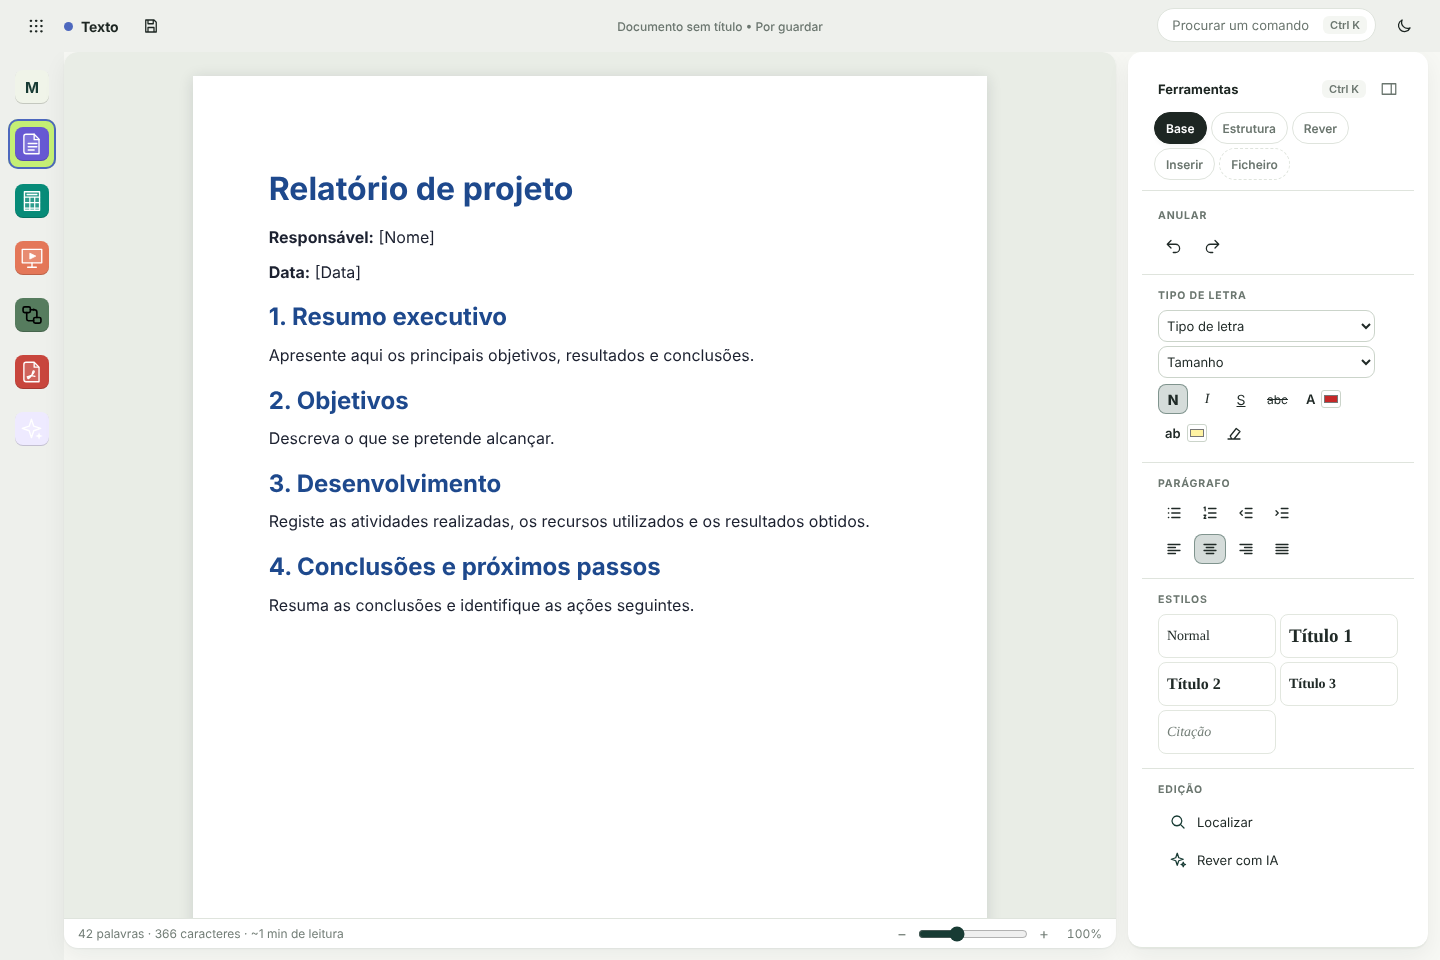 Texto
Documento sem título • Por guardar
Procurar um comando Ctrl K
M
Relatório de projeto
Responsável: [Nome]
Data: [Data]
1. Resumo executivo
Apresente aqui os principais objetivos, resultados e conclusões.
2. Objetivos
Descreva o que se pretende alcançar.
3. Desenvolvimento
Registe as atividades realizadas, os recursos utilizados e os resultados obtidos.
4. Conclusões e próximos passos
Resuma as conclusões e identifique as ações seguintes.
42 palavras · 366 caracteres · ~1 min de leitura
− + 100%
Ferramentas Ctrl K
Base Estrutura Rever
Inserir Ficheiro
ANULAR
TIPO DE LETRA
Tipo de letra
Tamanho
N I S abc A
ab
PARÁGRAFO
ESTILOS
Normal Título 1
Título 2 Título 3
Citação
EDIÇÃO
Localizar
Rever com IA